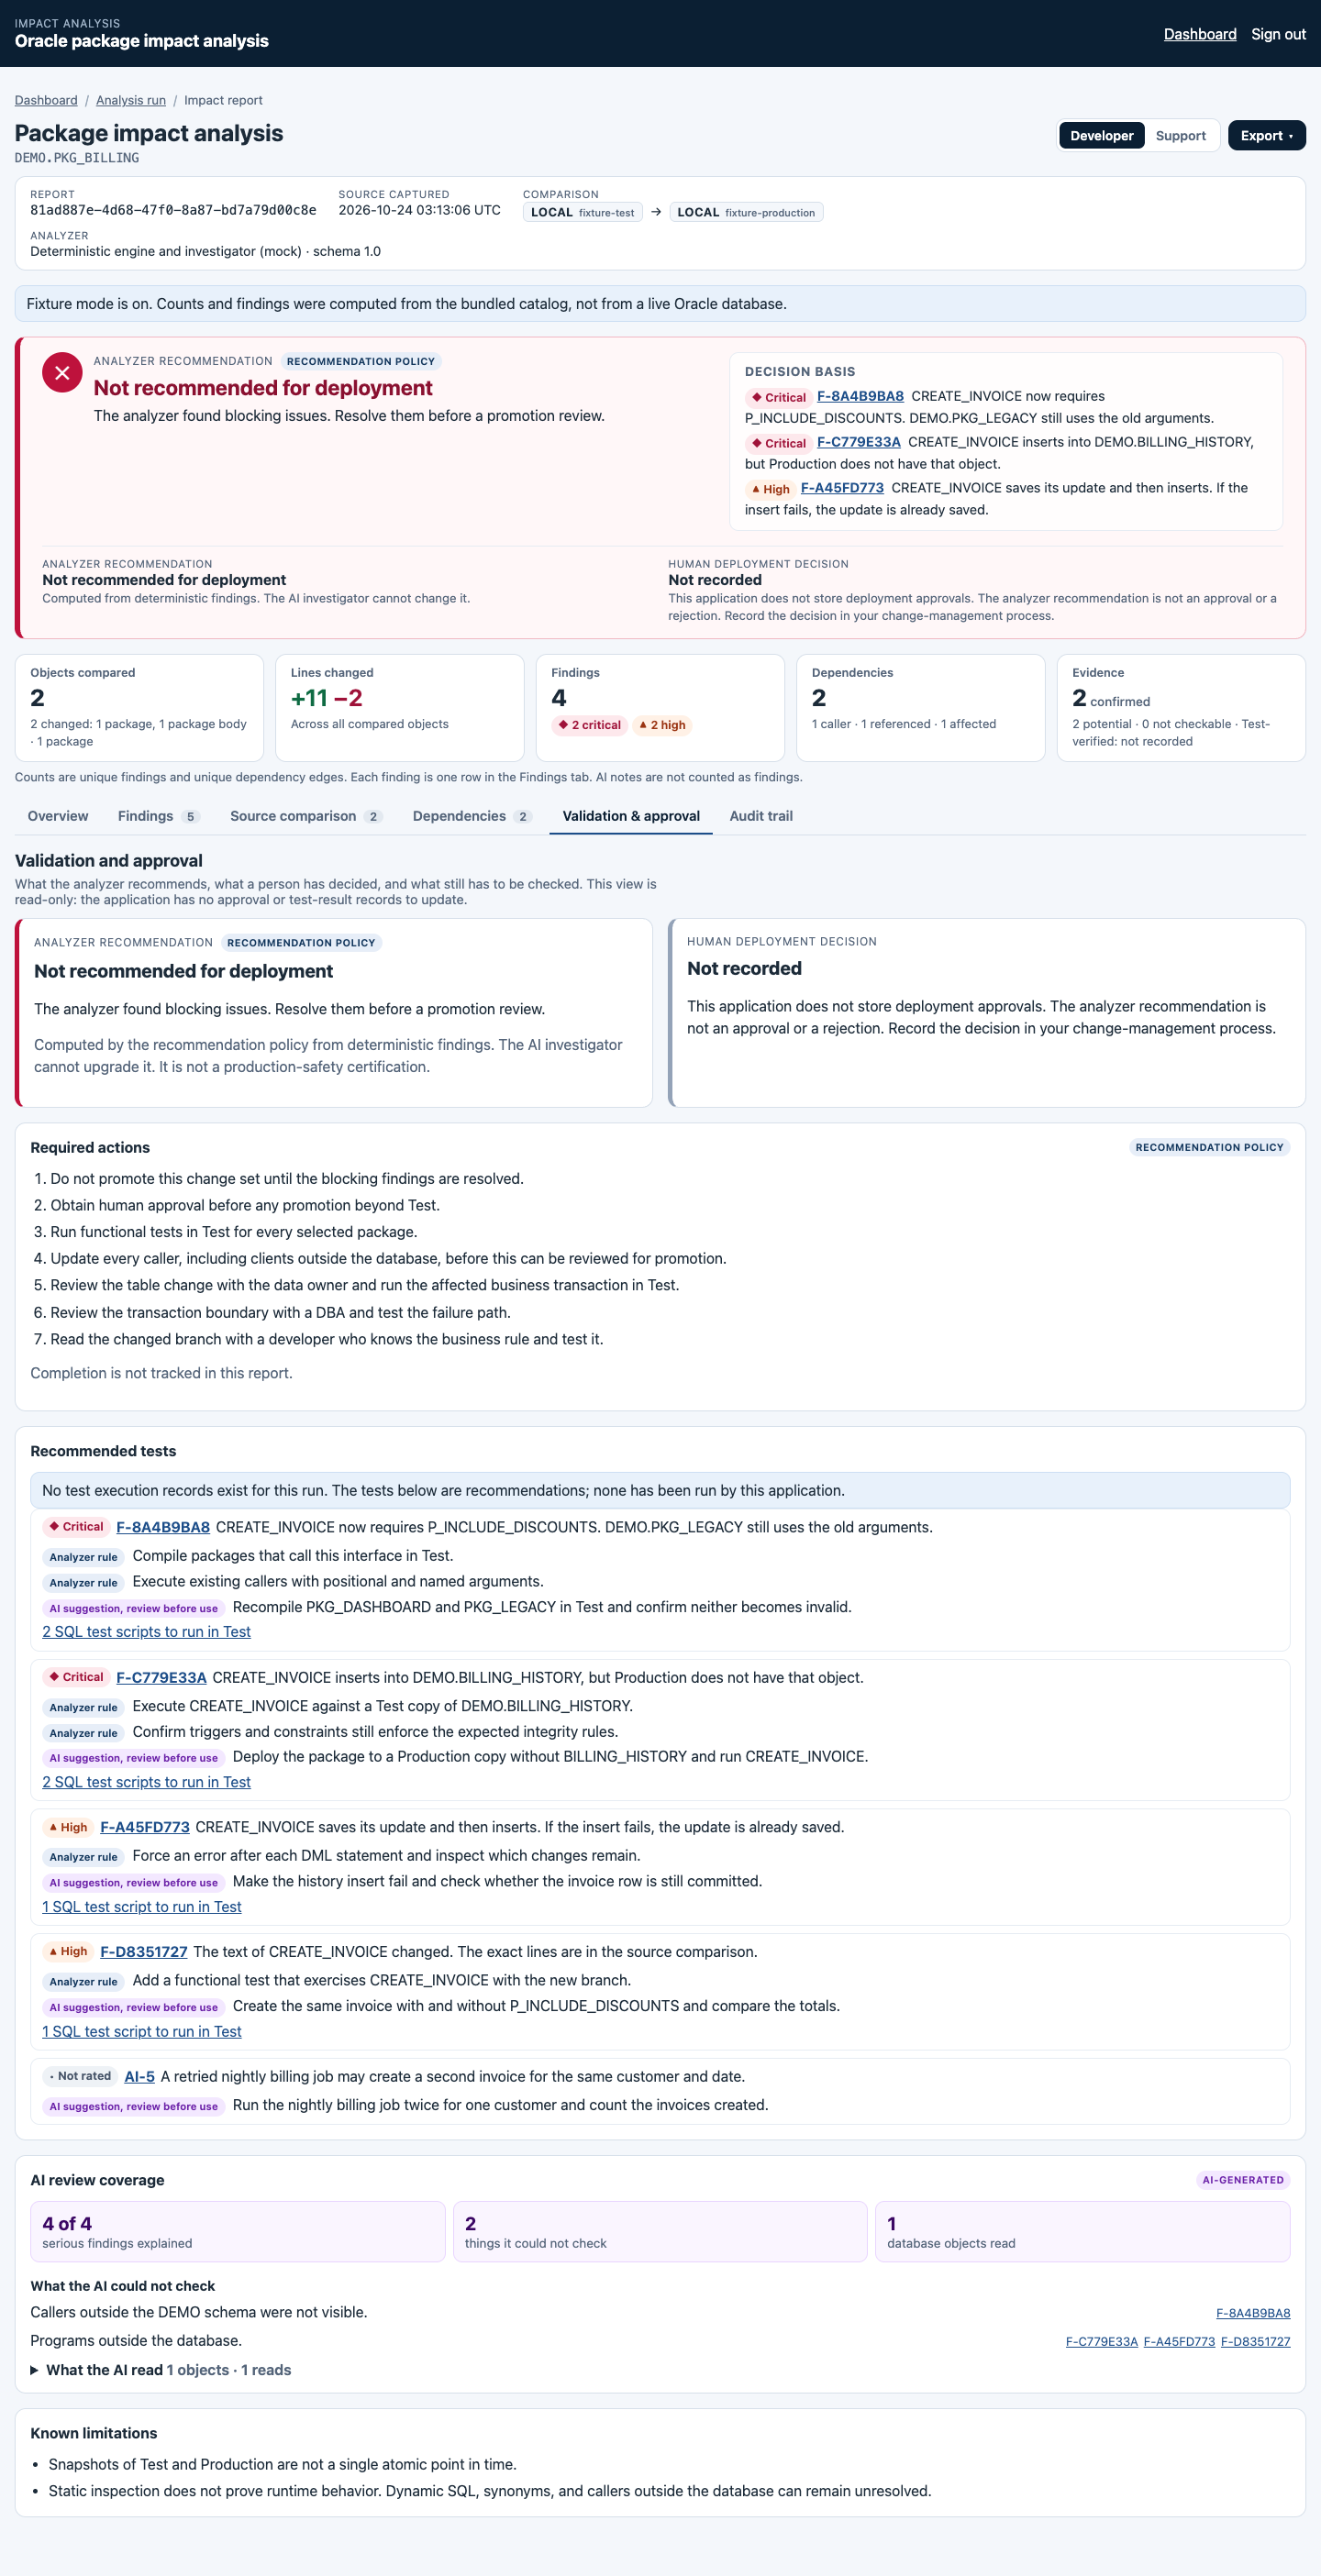 IMPACT ANALYSIS
Oracle package impact analysis
Dashboard Sign out
Dashboard / Analysis run / Impact report
Package impact analysis
DEMO.PKG_BILLING
Developer Support Export
REPORT
81ad887e-4d68-47f0-8a87-bd7a79d00c8e
SOURCE CAPTURED
2026-10-24 03:13:06 UTC
COMPARISON
LOCAL fixture-test → LOCAL fixture-production
ANALYZER
Deterministic engine and investigator (mock) · schema 1.0
Fixture mode is on. Counts and findings were computed from the bundled catalog, not from a live Oracle database.
ANALYZER RECOMMENDATION RECOMMENDATION POLICY
Not recommended for deployment
The analyzer found blocking issues. Resolve them before a promotion review.
DECISION BASIS
◆ Critical F-8A4B9BA8 CREATE_INVOICE now requires
P_INCLUDE_DISCOUNTS. DEMO.PKG_LEGACY still uses the old arguments.
◆ Critical F-C779E33A CREATE_INVOICE inserts into DEMO.BILLING_HISTORY,
but Production does not have that object.
▲ High F-A45FD773 CREATE_INVOICE saves its update and then inserts. If the
insert fails, the update is already saved.
ANALYZER RECOMMENDATION
Not recommended for deployment
Computed from deterministic findings. The AI investigator cannot change it.
HUMAN DEPLOYMENT DECISION
Not recorded
This application does not store deployment approvals. The analyzer recommendation is not an approval or a
rejection. Record the decision in your change-management process.
Objects compared
2
2 changed: 1 package, 1 package body
· 1 package
Lines changed
+11 −2
Across all compared objects
Findings
4
◆ 2 critical ▲ 2 high
Dependencies
2
1 caller · 1 referenced · 1 affected
Evidence
2 confirmed
2 potential · 0 not checkable · Test-
verified: not recorded
Counts are unique findings and unique dependency edges. Each finding is one row in the Findings tab. AI notes are not counted as findings.
Overview Findings 5 Source comparison 2 Dependencies 2 Validation & approval Audit trail
Validation and approval
What the analyzer recommends, what a person has decided, and what still has to be checked. This view is
read-only: the application has no approval or test-result records to update.
ANALYZER RECOMMENDATION RECOMMENDATION POLICY
Not recommended for deployment
The analyzer found blocking issues. Resolve them before a promotion review.
Computed by the recommendation policy from deterministic findings. The AI investigator
cannot upgrade it. It is not a production-safety certification.
HUMAN DEPLOYMENT DECISION
Not recorded
This application does not store deployment approvals. The analyzer recommendation is
not an approval or a rejection. Record the decision in your change-management process.
Required actions RECOMMENDATION POLICY
1. Do not promote this change set until the blocking findings are resolved.
2. Obtain human approval before any promotion beyond Test.
3. Run functional tests in Test for every selected package.
4. Update every caller, including clients outside the database, before this can be reviewed for promotion.
5. Review the table change with the data owner and run the affected business transaction in Test.
6. Review the transaction boundary with a DBA and test the failure path.
7. Read the changed branch with a developer who knows the business rule and test it.
Completion is not tracked in this report.
Recommended tests
No test execution records exist for this run. The tests below are recommendations; none has been run by this application.
◆ Critical F-8A4B9BA8 CREATE_INVOICE now requires P_INCLUDE_DISCOUNTS. DEMO.PKG_LEGACY still uses the old arguments.
Analyzer rule Compile packages that call this interface in Test.
Analyzer rule Execute existing callers with positional and named arguments.
AI suggestion, review before use Recompile PKG_DASHBOARD and PKG_LEGACY in Test and confirm neither becomes invalid.
2 SQL test scripts to run in Test
◆ Critical F-C779E33A CREATE_INVOICE inserts into DEMO.BILLING_HISTORY, but Production does not have that object.
Analyzer rule Execute CREATE_INVOICE against a Test copy of DEMO.BILLING_HISTORY.
Analyzer rule Confirm triggers and constraints still enforce the expected integrity rules.
AI suggestion, review before use Deploy the package to a Production copy without BILLING_HISTORY and run CREATE_INVOICE.
2 SQL test scripts to run in Test
▲ High F-A45FD773 CREATE_INVOICE saves its update and then inserts. If the insert fails, the update is already saved.
Analyzer rule Force an error after each DML statement and inspect which changes remain.
AI suggestion, review before use Make the history insert fail and check whether the invoice row is still committed.
1 SQL test script to run in Test
▲ High F-D8351727 The text of CREATE_INVOICE changed. The exact lines are in the source comparison.
Analyzer rule Add a functional test that exercises CREATE_INVOICE with the new branch.
AI suggestion, review before use Create the same invoice with and without P_INCLUDE_DISCOUNTS and compare the totals.
1 SQL test script to run in Test
· Not rated AI-5 A retried nightly billing job may create a second invoice for the same customer and date.
AI suggestion, review before use Run the nightly billing job twice for one customer and count the invoices created.
AI review coverage AI-GENERATED
4 of 4
serious findings explained
2
things it could not check
1
database objects read
What the AI could not check
Callers outside the DEMO schema were not visible. F-8A4B9BA8
Programs outside the database. F-C779E33A F-A45FD773 F-D8351727
▶ What the AI read 1 objects · 1 reads
Known limitations
• Snapshots of Test and Production are not a single atomic point in time.
• Static inspection does not prove runtime behavior. Dynamic SQL, synonyms, and callers outside the database can remain unresolved.